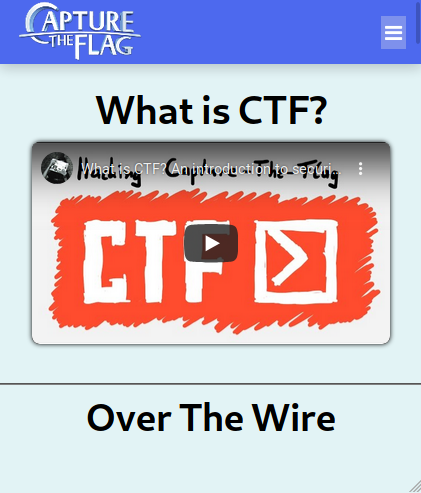 CAPTURE
THE FLAG
What is CTF?
Hacking Capture-The-Flag
What is CTF? An introduction to securi...
CTF
Over The Wire